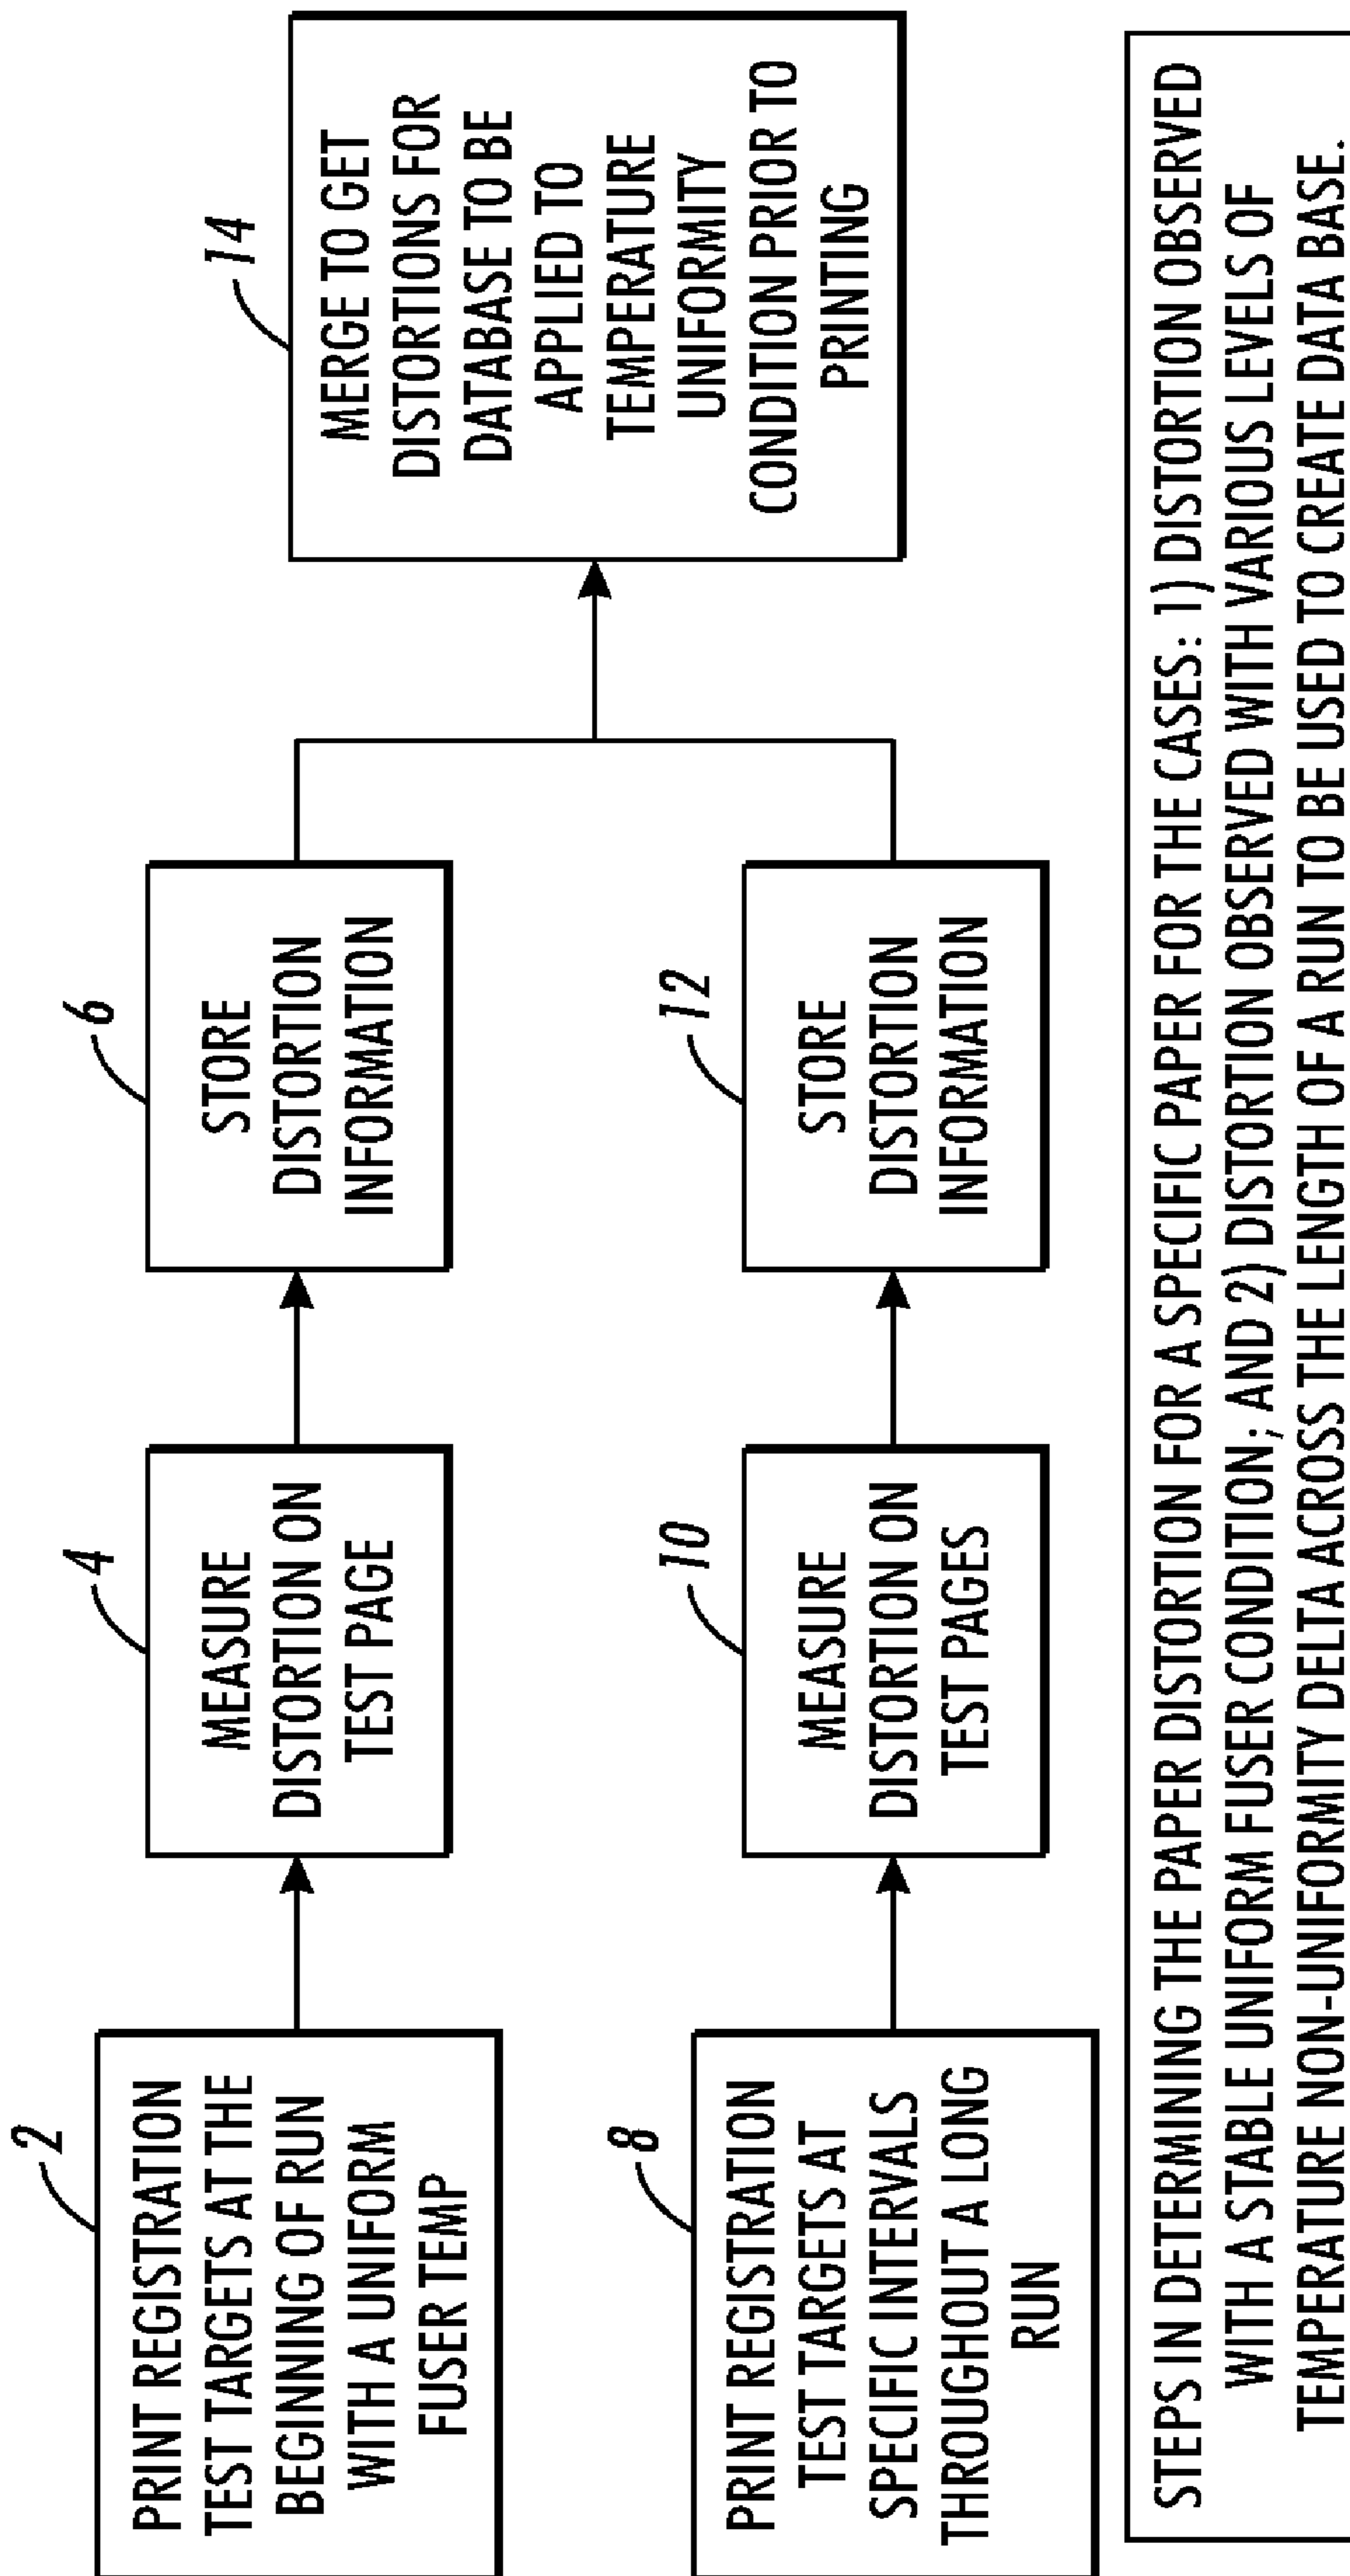 2
PRINT REGISTRATION
TEST TARGETS AT THE
BEGINNING OF RUN
WITH A UNIFORM
FUSER TEMP
4
MEASURE
DISTORTION ON
TEST PAGE
6
STORE
DISTORTION
INFORMATION
8
PRINT REGISTRATION
TEST TARGETS AT
SPECIFIC INTERVALS
THROUGHOUT A LONG
RUN
10
MEASURE
DISTORTION ON
TEST PAGES
12
STORE
DISTORTION
INFORMATION
14
MERGE TO GET
DISTORTIONS FOR
DATABASE TO BE
APPLIED TO
TEMPERATURE
UNIFORMITY
CONDITION PRIOR TO
PRINTING
STEPS IN DETERMINING THE PAPER DISTORTION FOR A SPECIFIC PAPER FOR THE CASES: 1) DISTORTION OBSERVED
WITH A STABLE UNIFORM FUSER CONDITION; AND 2) DISTORTION OBSERVED WITH VARIOUS LEVELS OF
TEMPERATURE NON-UNIFORMITY DELTA ACROSS THE LENGTH OF A RUN TO BE USED TO CREATE DATA BASE.